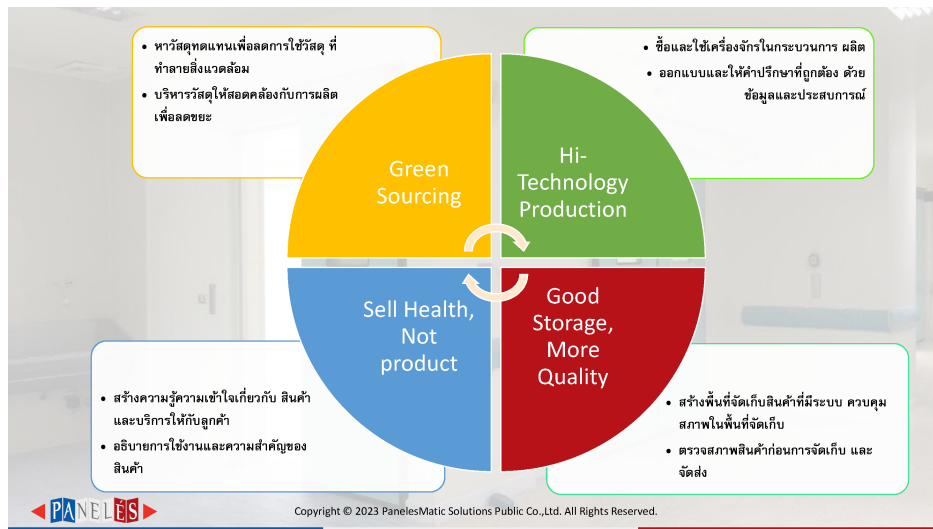 • หาวัสดุทดแทนเพื่อลดการใช้วัสดุ ที่
ทำลายสิ่งแวดล้อม
• บริหารวัสดุให้สอดคล้องกับการผลิต
เพื่อลดขยะ
• ซื้อและใช้เครื่องจักรในกระบวนการ ผลิต
• ออกแบบและให้คำปรึกษาที่ถูกต้อง ด้วย
ข้อมูลและประสบการณ์
Green
Sourcing
Hi-
Technology
Production
Sell Health,
Not
product
Good
Storage,
More
Quality
• สร้างความรู้ความเข้าใจเกี่ยวกับ สินค้า
และบริการให้กับลูกค้า
• อธิบายการใช้งานและความสำคัญของ
สินค้า
• สร้างพื้นที่จัดเก็บสินค้าที่มีระบบ ควบคุม
สภาพในพื้นที่จัดเก็บ
• ตรวจสภาพสินค้าก่อนการจัดเก็บ และ
จัดส่ง
PANELÉS
Copyright © 2023 PanelesMatic Solutions Public Co.,Ltd. All Rights Reserved.